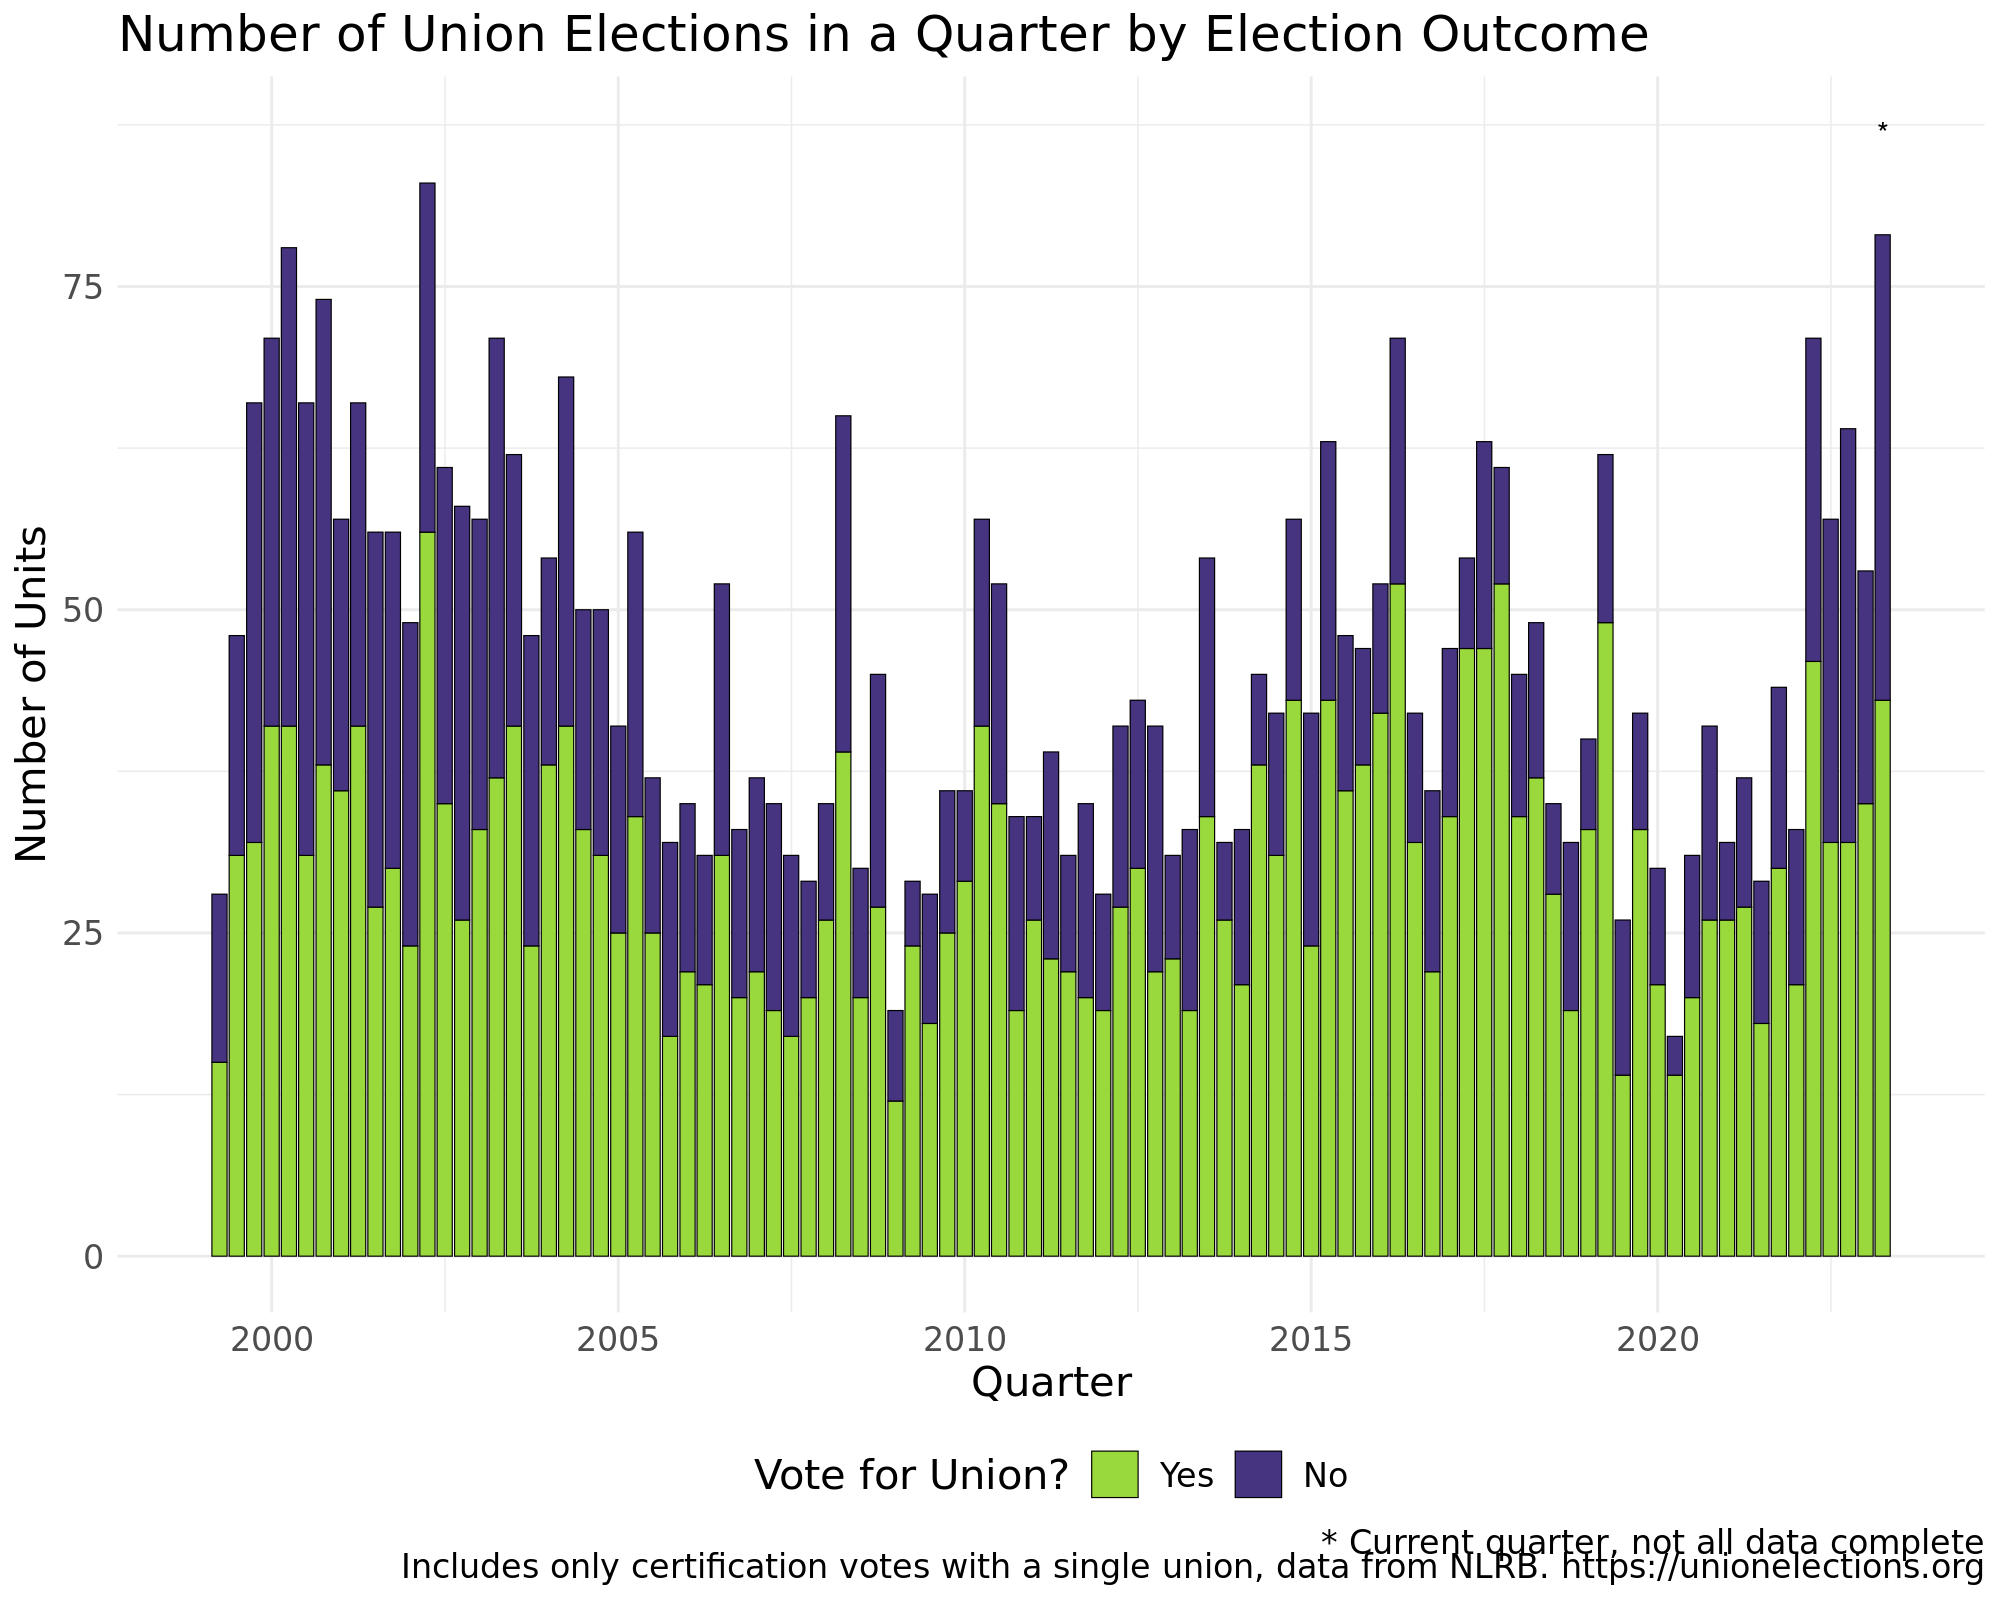 Number of Union Elections in a Quarter by Election Outcome
*
75
50
25
0
Number of Units
2000 2005 2010 2015 2020
Quarter
Vote for Union? Yes No
* Current quarter, not all data complete
Includes only certification votes with a single union, data from NLRB. https://unionelections.org